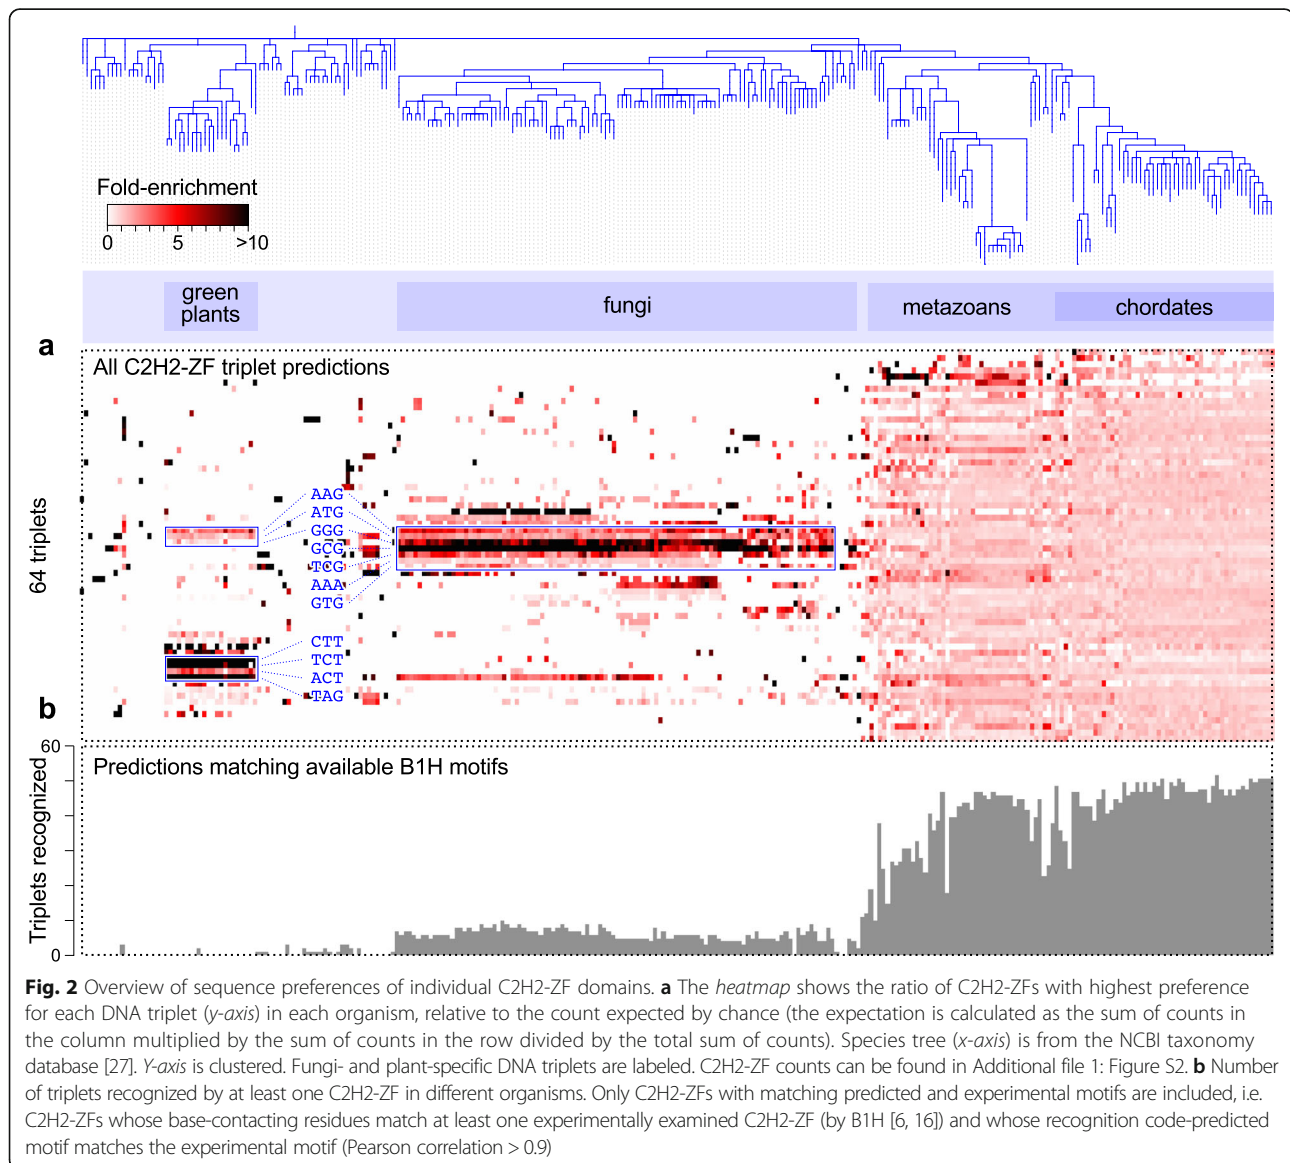 Fold-enrichment
0 5 >10
green
plants
fungi
metazoans
chordates
a
All C2H2-ZF triplet predictions
64 triplets
AAG
ATG
GGG
GCG
TCG
AAA
GTG
CTT
TCT
ACT
TAG
b
60
Predictions matching available B1H motifs
Triplets recognized
0
Fig. 2 Overview of sequence preferences of individual C2H2-ZF domains. a The heatmap shows the ratio of C2H2-ZFs with highest preference
for each DNA triplet (y-axis) in each organism, relative to the count expected by chance (the expectation is calculated as the sum of counts in
the column multiplied by the sum of counts in the row divided by the total sum of counts). Species tree (x-axis) is from the NCBI taxonomy
database [27]. Y-axis is clustered. Fungi- and plant-specific DNA triplets are labeled. C2H2-ZF counts can be found in Additional file 1: Figure S2. b Number
of triplets recognized by at least one C2H2-ZF in different organisms. Only C2H2-ZFs with matching predicted and experimental motifs are included, i.e.
C2H2-ZFs whose base-contacting residues match at least one experimentally examined C2H2-ZF (by B1H [6, 16]) and whose recognition code-predicted
motif matches the experimental motif (Pearson correlation > 0.9)